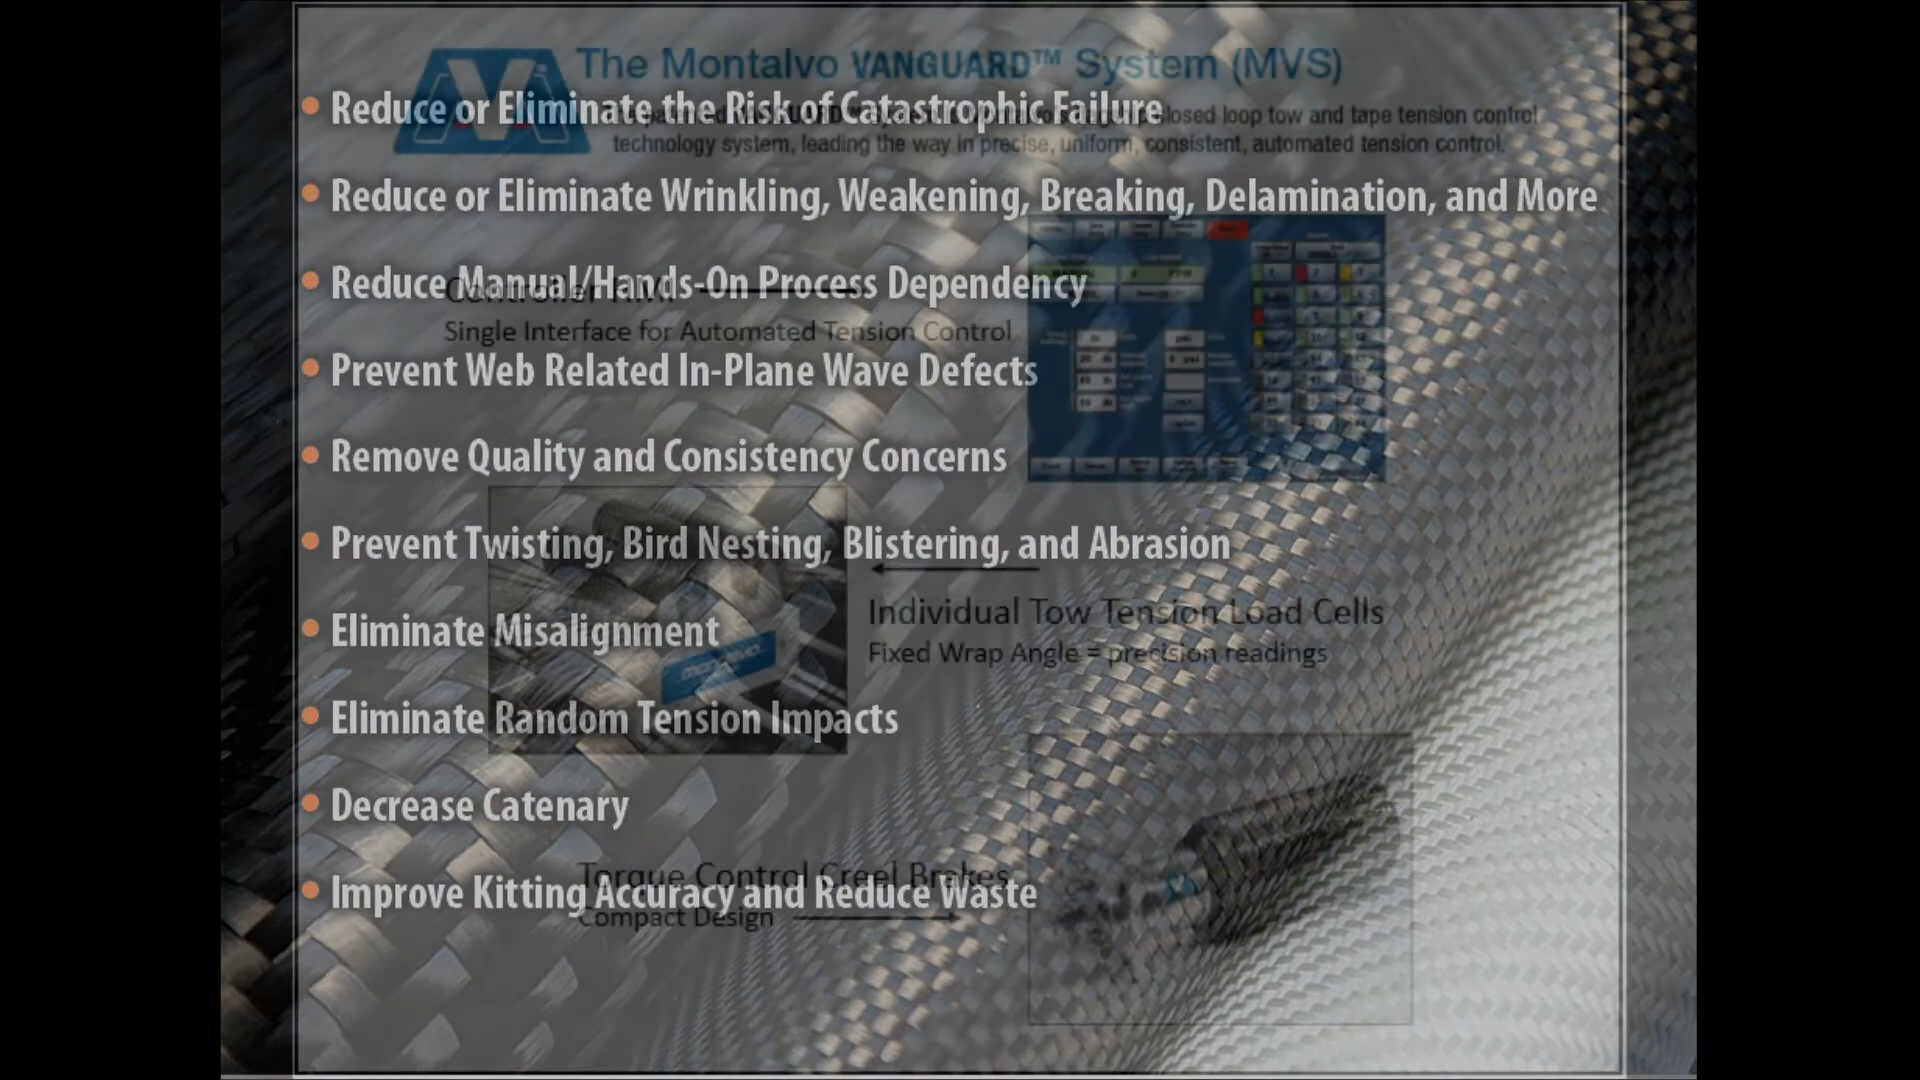 The Montalvo VANGUARD™ System (MVS)
• Reduce or Eliminate the Risk of Catastrophic Failure
closed loop tow and tape tension control
technology system, leading the way in precise, uniform, consistent, automated tension control.
• Reduce or Eliminate Wrinkling, Weakening, Breaking, Delamination, and More
• Reduce Manual/Hands-On Process Dependency
Controller HMI
Single Interface for Automated Tension Control
• Prevent Web Related In-Plane Wave Defects
• Remove Quality and Consistency Concerns
• Prevent Twisting, Bird Nesting, Blistering, and Abrasion
Individual Tow Tension Load Cells
Fixed Wrap Angle = precision readings
• Eliminate Misalignment
MONTALVO
• Eliminate Random Tension Impacts
• Decrease Catenary
Torque Control Creel Brakes
• Improve Kitting Accuracy and Reduce Waste
Compact Design